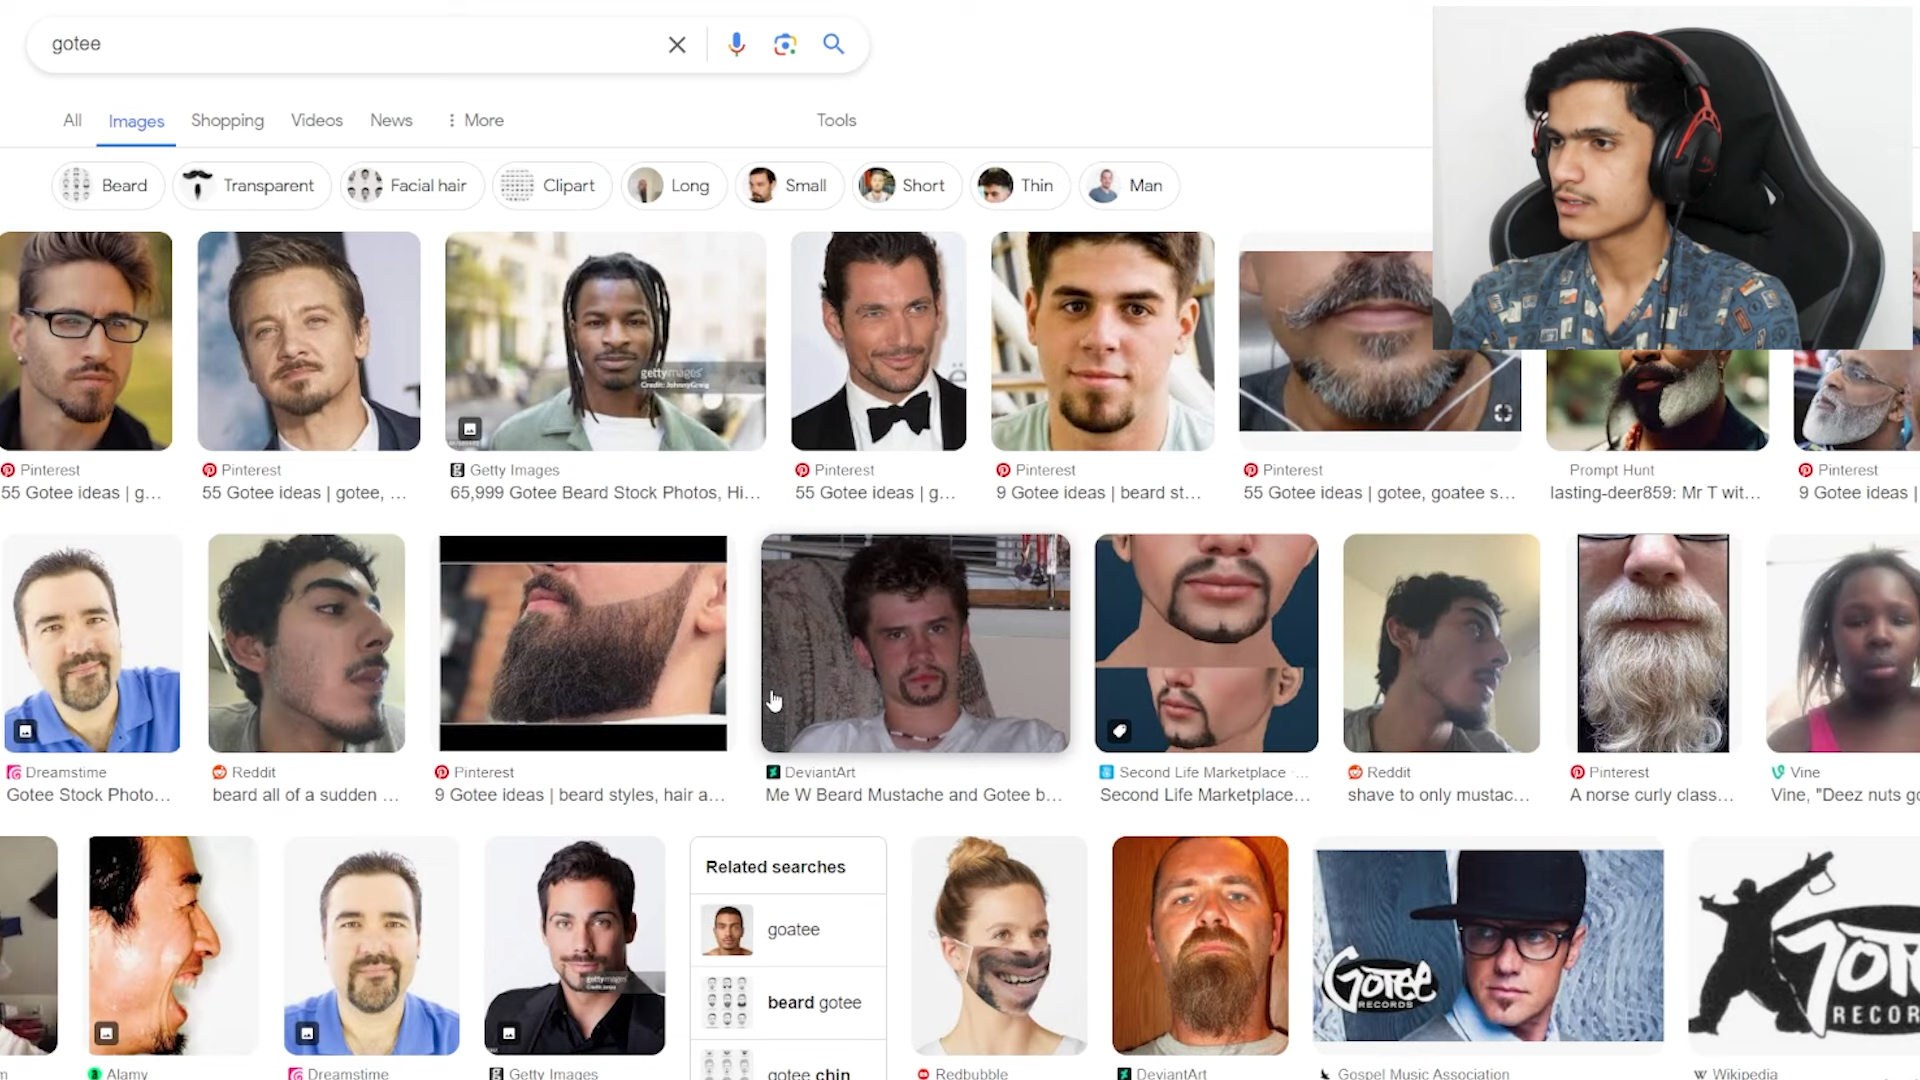 gotee
All Images Shopping Videos News More Tools
Beard Transparent Facial hair Clipart Long Small Short Thin Man
gettyimages
Credit: JohnnyGreig
Pinterest Pinterest Getty Images Pinterest Pinterest Pinterest Prompt Hunt Pinterest
55 Gotee ideas | g... 55 Gotee ideas | gotee, ... 65,999 Gotee Beard Stock Photos, Hi... 55 Gotee ideas | g... 9 Gotee ideas | beard st... 55 Gotee ideas | gotee, goatee s... lasting-deer859: Mr T wit... 9 Gotee ideas |
Dreamstime Reddit Pinterest DeviantArt Second Life Marketplace ... Reddit Pinterest Vine
Gotee Stock Photo... beard all of a sudden ... 9 Gotee ideas | beard styles, hair a... Me W Beard Mustache and Gotee b... Second Life Marketplace... shave to only mustac... A norse curly class... Vine, "Deez nuts go
Related searches
goatee
beard gotee
gotee chin
gettyimages
GOTEE
RECORDS
GOTE
RECOR
m Alamy Dreamstime Getty Images Redbubble DeviantArt Gospel Music Association Wikipedia